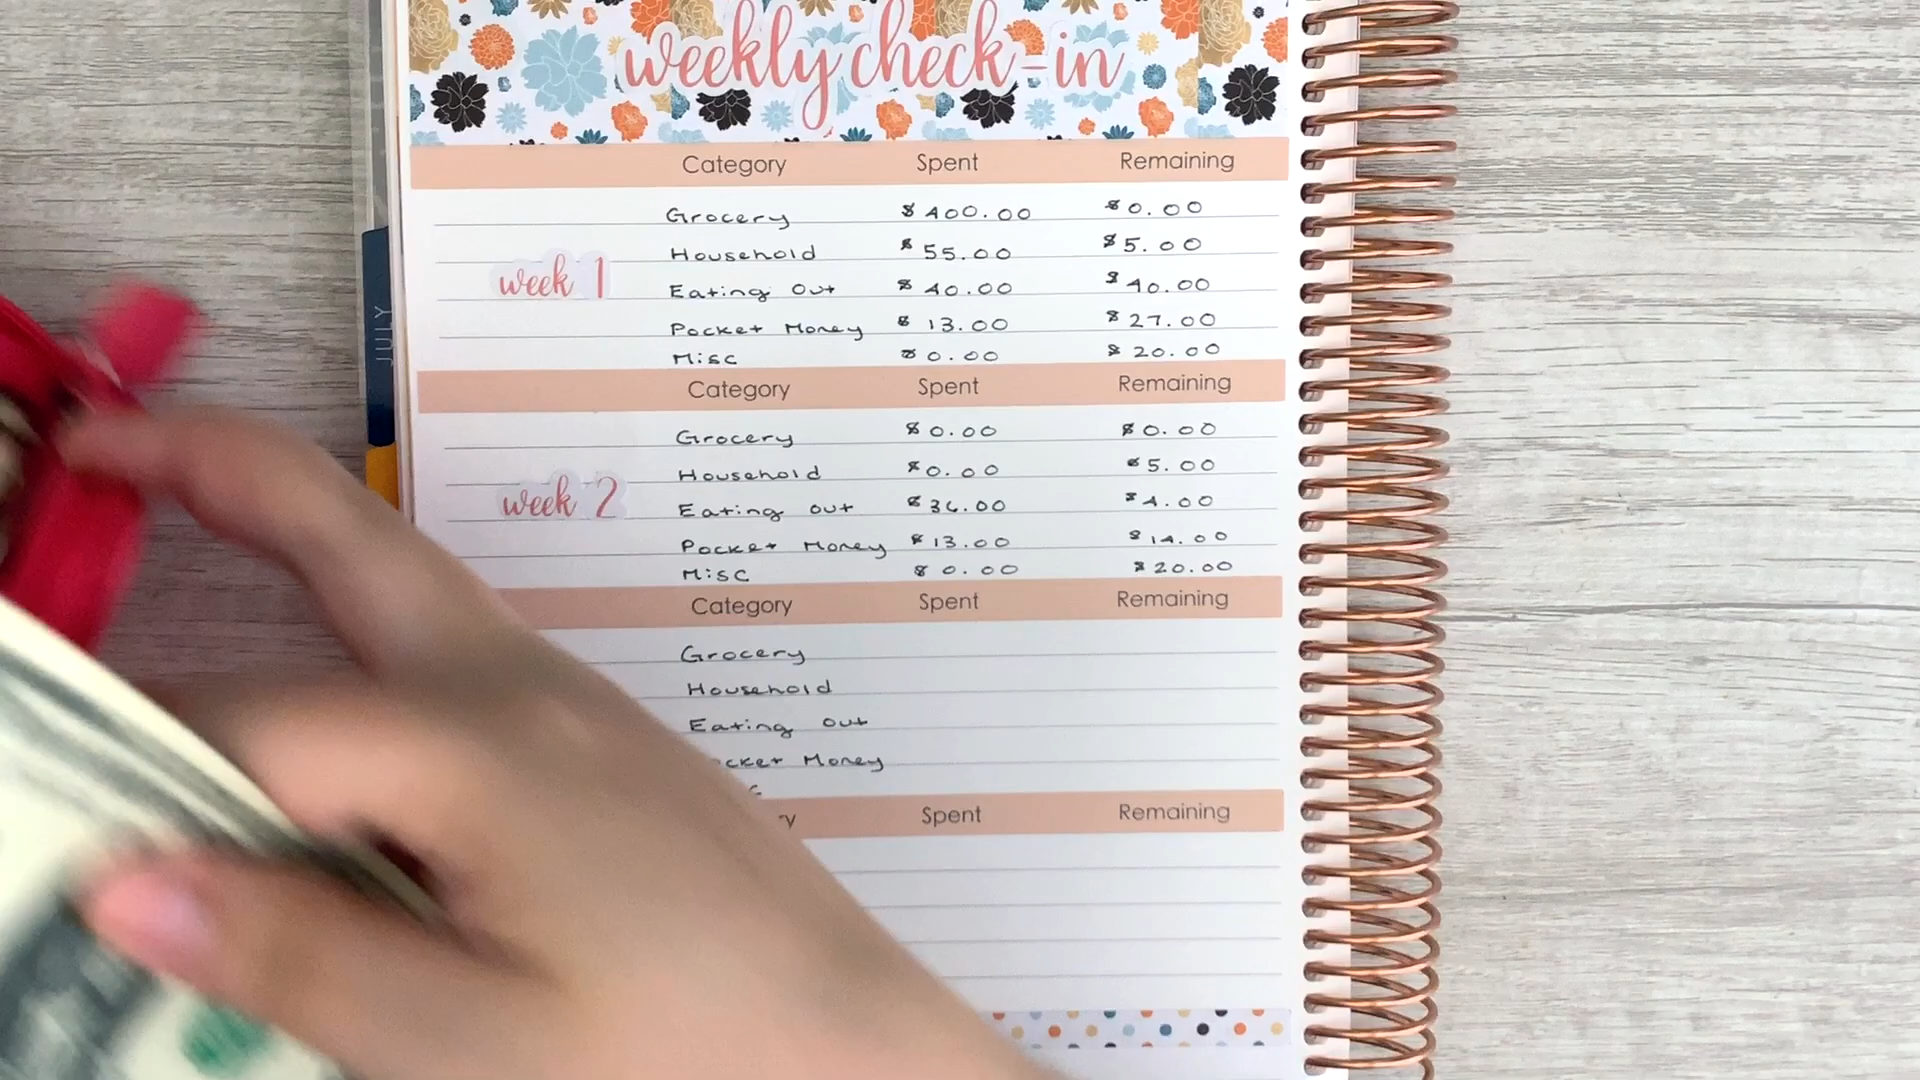 weekly check-in
Category Spent Remaining
Grocery $400.00 $0.00
Household $55.00 $5.00
week 1
Eating Out $40.00 $40.00
Pocket Money $13.00 $27.00
Misc $0.00 $20.00
Category Spent Remaining
Grocery $0.00 $0.00
Household $0.00 $5.00
week 2
Eating out $36.00 $4.00
Pocket Money $13.00 $14.00
Misc $0.00 $20.00
Category Spent Remaining
Grocery
Household
Eating out
cket Money
c
ry Spent Remaining
JULY